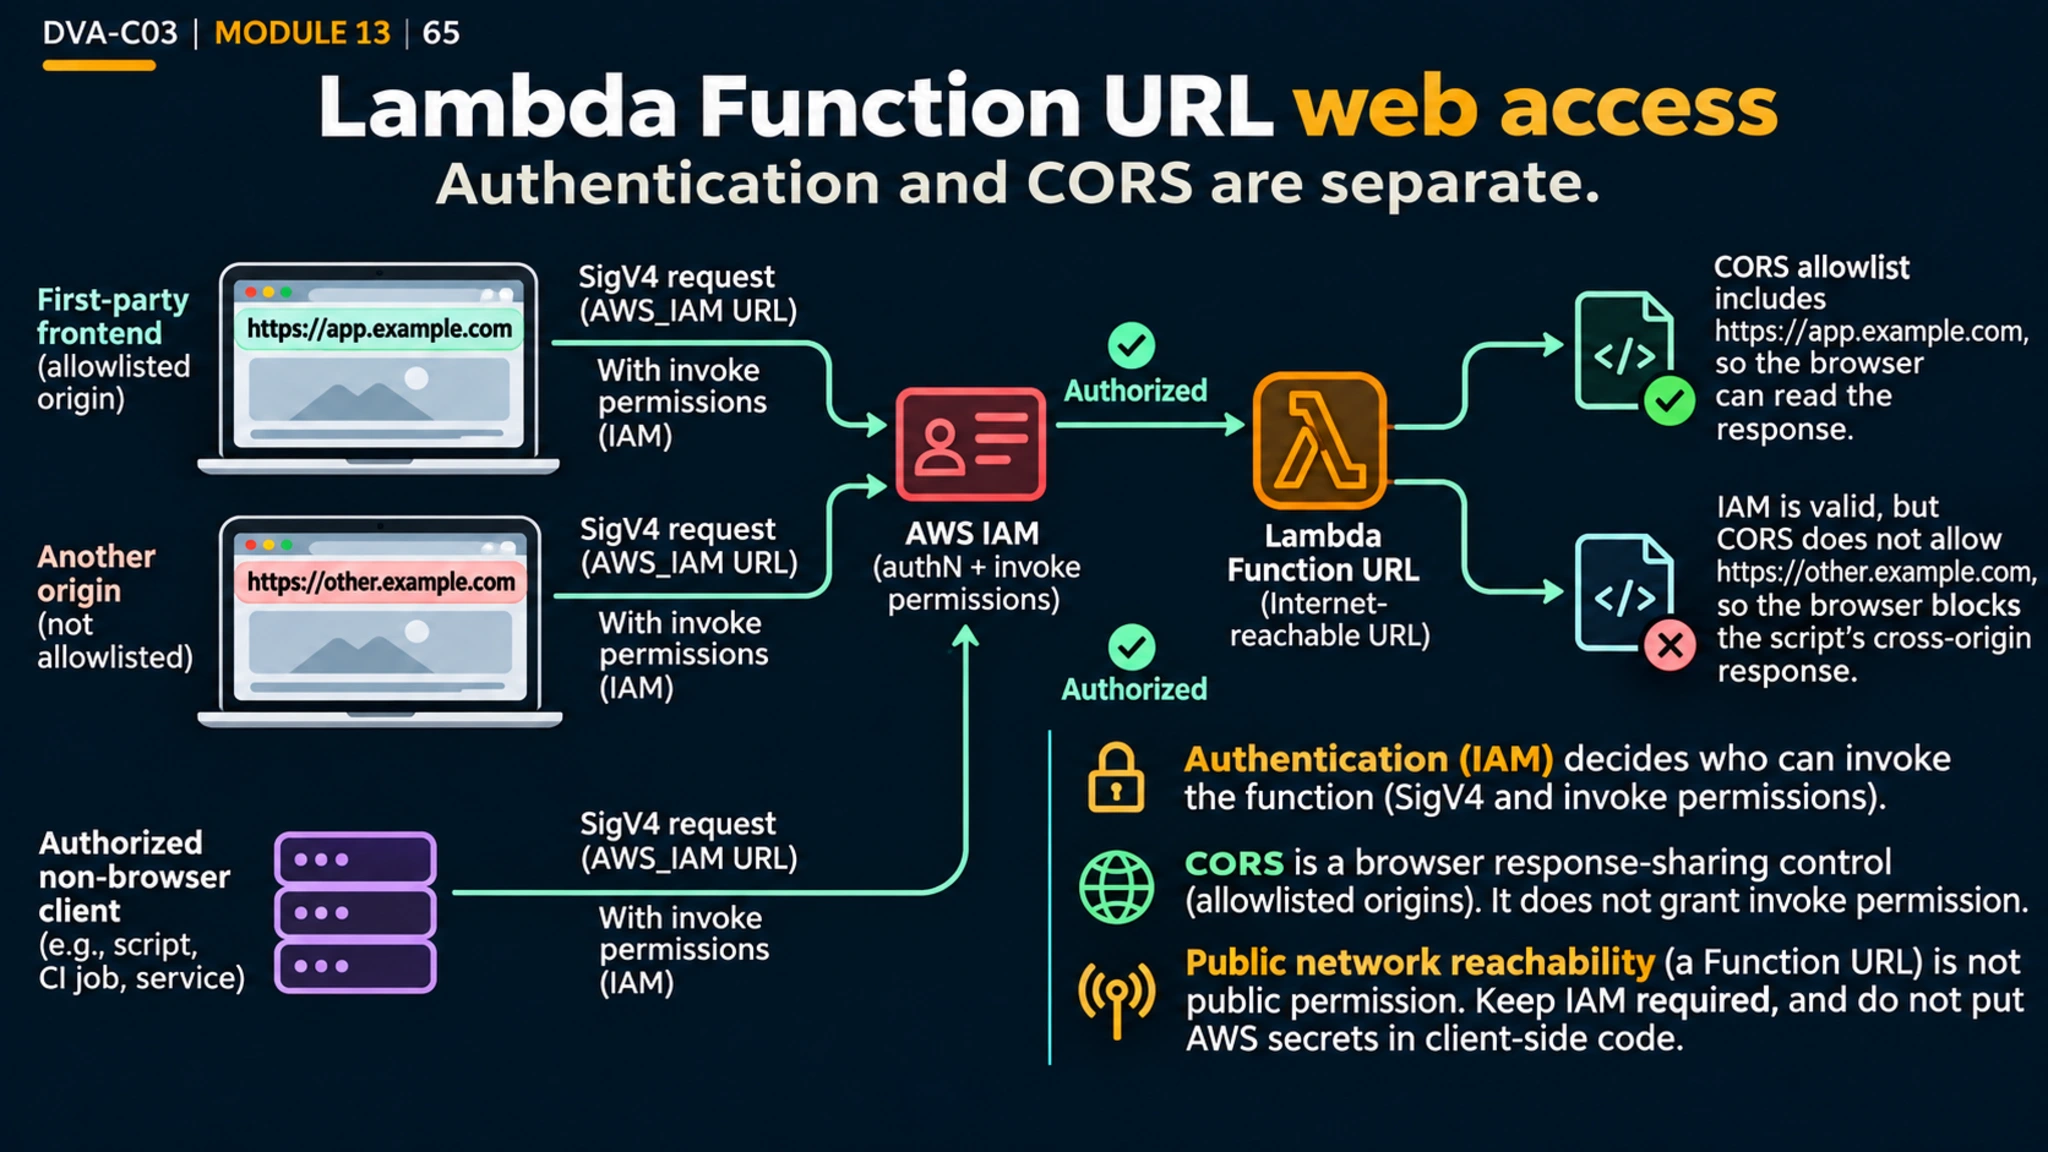 DVA-C03 | MODULE 13 | 65
Lambda Function URL web access
Authentication and CORS are separate.
First-party
frontend
(allowlisted
origin)
https://app.example.com
SigV4 request
(AWS_IAM URL)
With invoke
permissions
(IAM)
Another
origin
(not
allowlisted)
https://other.example.com
SigV4 request
(AWS_IAM URL)
With invoke
permissions
(IAM)
Authorized
non-browser
client
(e.g., script,
CI job, service)
SigV4 request
(AWS_IAM URL)
With invoke
permissions
(IAM)
AWS IAM
(authN + invoke
permissions)
Authorized
Authorized
Lambda
Function URL
(Internet-
reachable URL)
</>
CORS allowlist
includes
https://app.example.com,
so the browser
can read the
response.
</>
IAM is valid, but
CORS does not allow
https://other.example.com,
so the browser blocks
the script's cross-origin
response.
Authentication (IAM) decides who can invoke
the function (SigV4 and invoke permissions).
CORS is a browser response-sharing control
(allowlisted origins). It does not grant invoke permission.
Public network reachability (a Function URL) is not
public permission. Keep IAM required, and do not put
AWS secrets in client-side code.